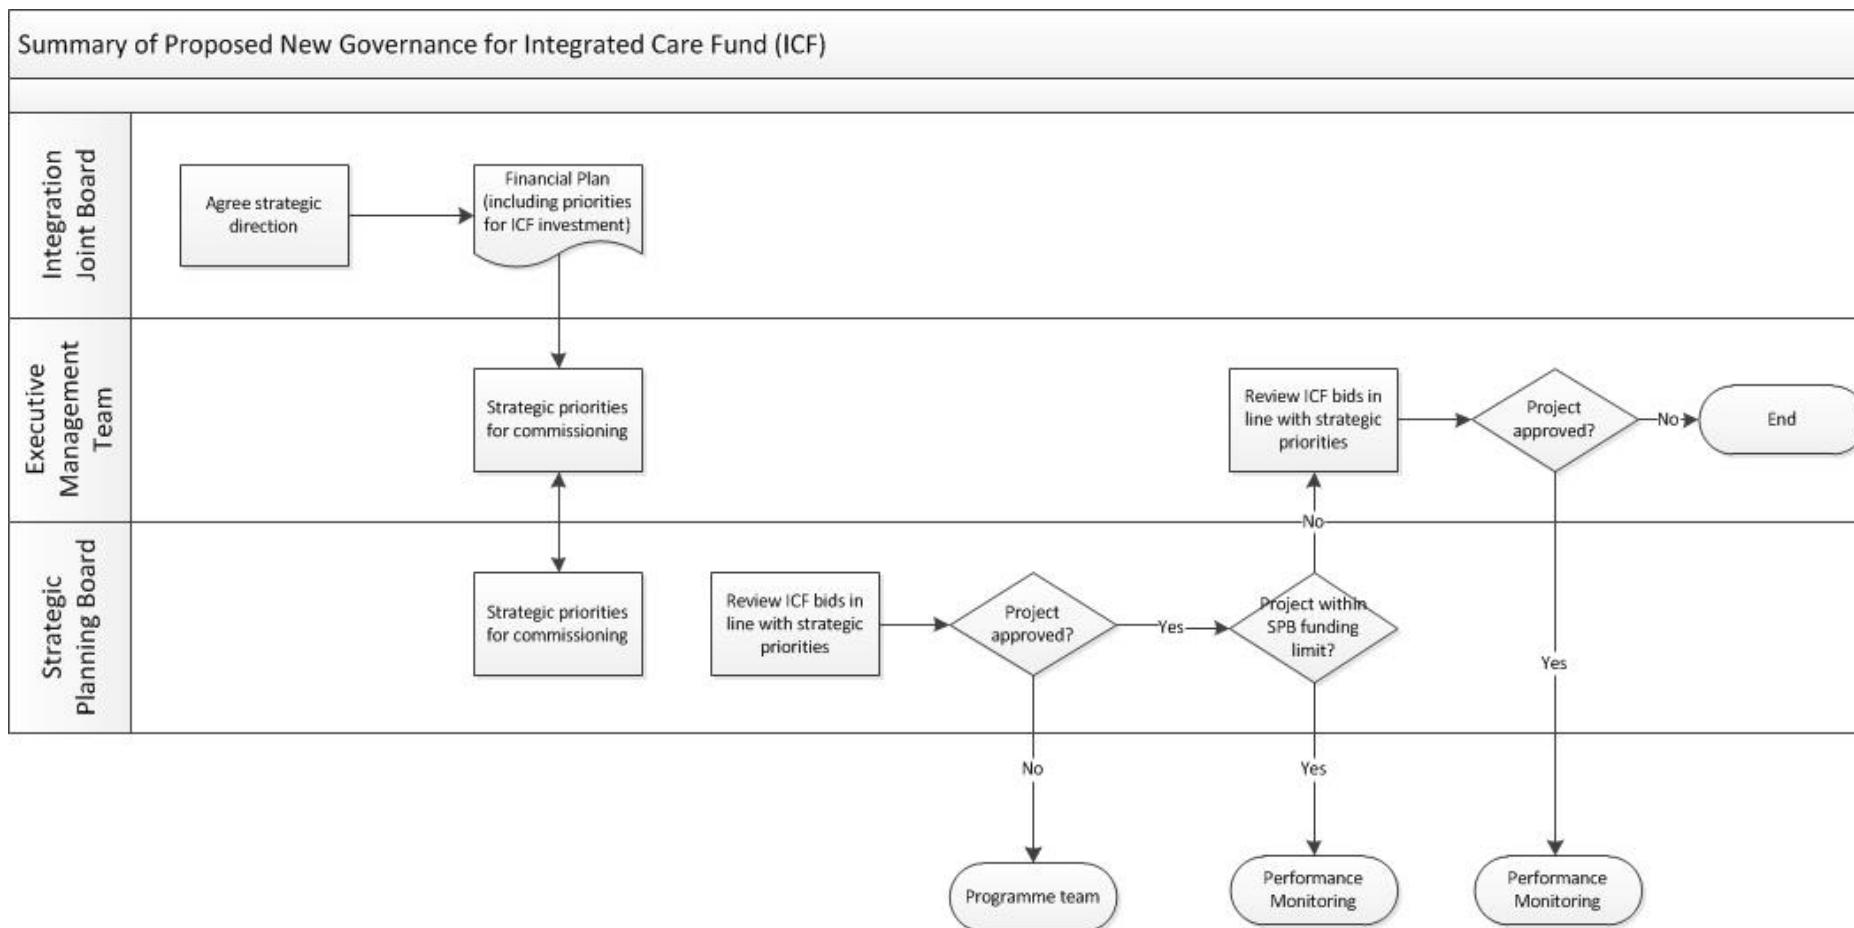 Summary of Proposed New Governance for Integrated Care Fund (ICF)
Integration
Joint Board
Agree strategic
direction
Financial Plan
(including priorities
for ICF investment)
Executive
Management
Team
Strategic priorities
for commissioning
Review ICF bids in
line with strategic
priorities
Project
approved?
No
End
No
Yes
Strategic
Planning Board
Strategic priorities
for commissioning
Review ICF bids in
line with strategic
priorities
Project
approved?
Yes
Project within
SPB funding
limit?
No
Yes
Programme team
Performance
Monitoring
Performance
Monitoring